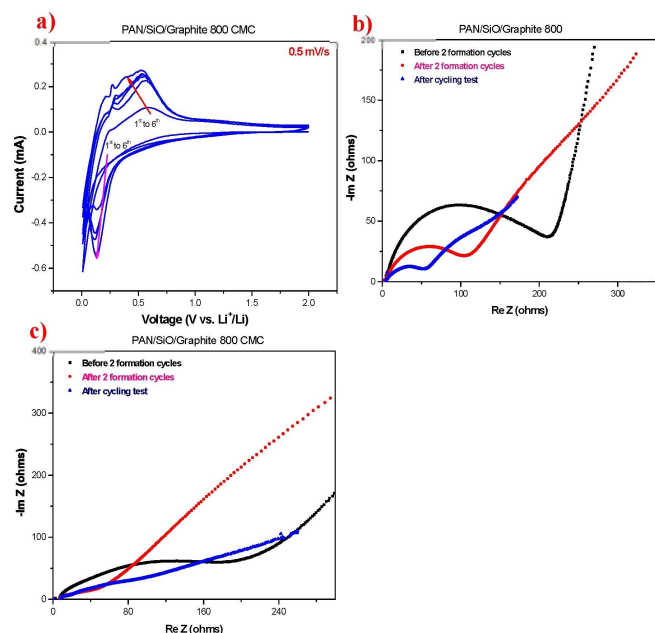 a)
PAN/SiO/Graphite 800 CMC
0.5 mV/s
0.4
0.2
0.0
-0.2
-0.4
-0.6
1st to 6th
1st to 6th
Current (mA)
0.0 0.5 1.0 1.5 2.0
Voltage (V vs. Li+/Li)
b)
PAN/SiO/Graphite 800
Before 2 formation cycles
After 2 formation cycles
After cycling test
200
150
100
50
0
-Im Z (ohms)
0 100 200 300
Re Z (ohms)
c)
PAN/SiO/Graphite 800 CMC
Before 2 formation cycles
After 2 formation cycles
After cycling test
400
300
200
100
0
-Im Z (ohms)
0 80 160 240
Re Z (ohms)